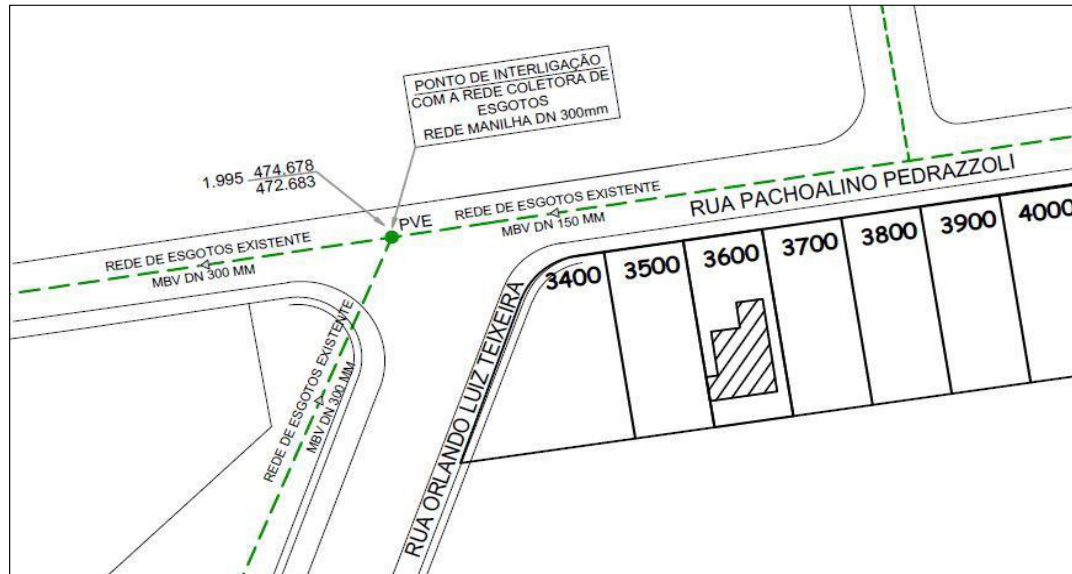 PONTO DE INTERLIGAÇÃO
COM A REDE COLETORA DE
ESGOTOS
REDE MANILHA DN 300mm
1.995 474.678
472.683
PVE
REDE DE ESGOTOS EXISTENTE
MBV DN 150 MM
RUA PACHOALINO PEDRAZZOLI
REDE DE ESGOTOS EXISTENTE
MBV DN 300 MM
3400
3500
3600
3700
3800
3900
4000
REDE DE ESGOTOS EXISTENTE
MBV DN 300 MM
RUA ORLANDO LUIZ TEIXEIRA